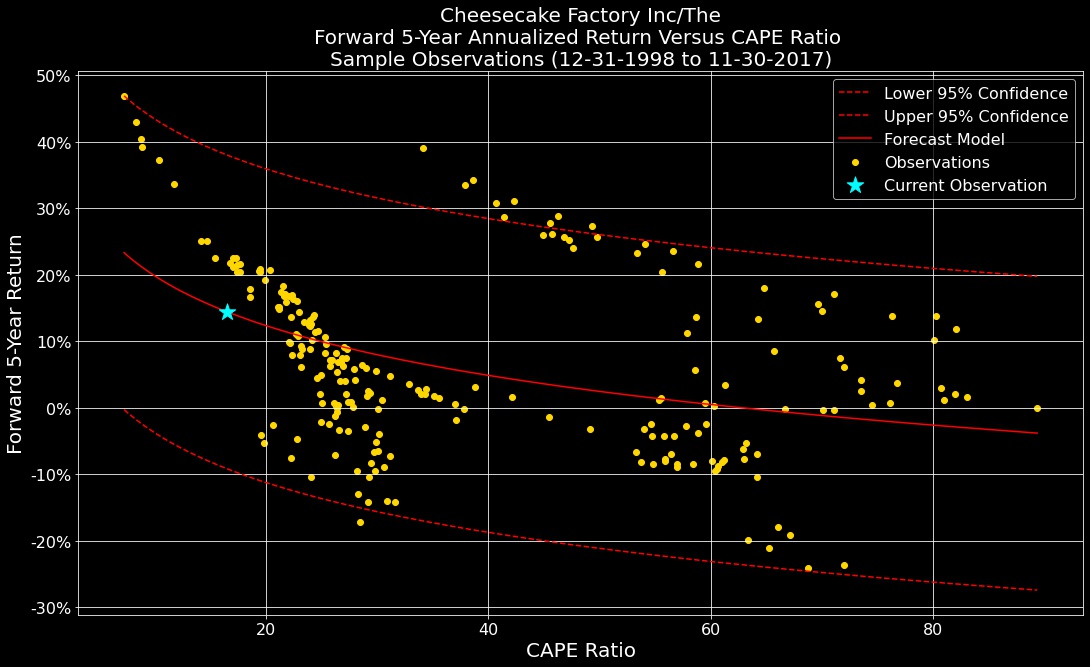 Cheesecake Factory Inc/The
Forward 5-Year Annualized Return Versus CAPE Ratio
Sample Observations (12-31-1998 to 11-30-2017)
50%
40%
30%
20%
10%
0%
-10%
-20%
-30%
Forward 5-Year Return
Lower 95% Confidence
Upper 95% Confidence
Forecast Model
Observations
Current Observation
20
40
60
80
CAPE Ratio